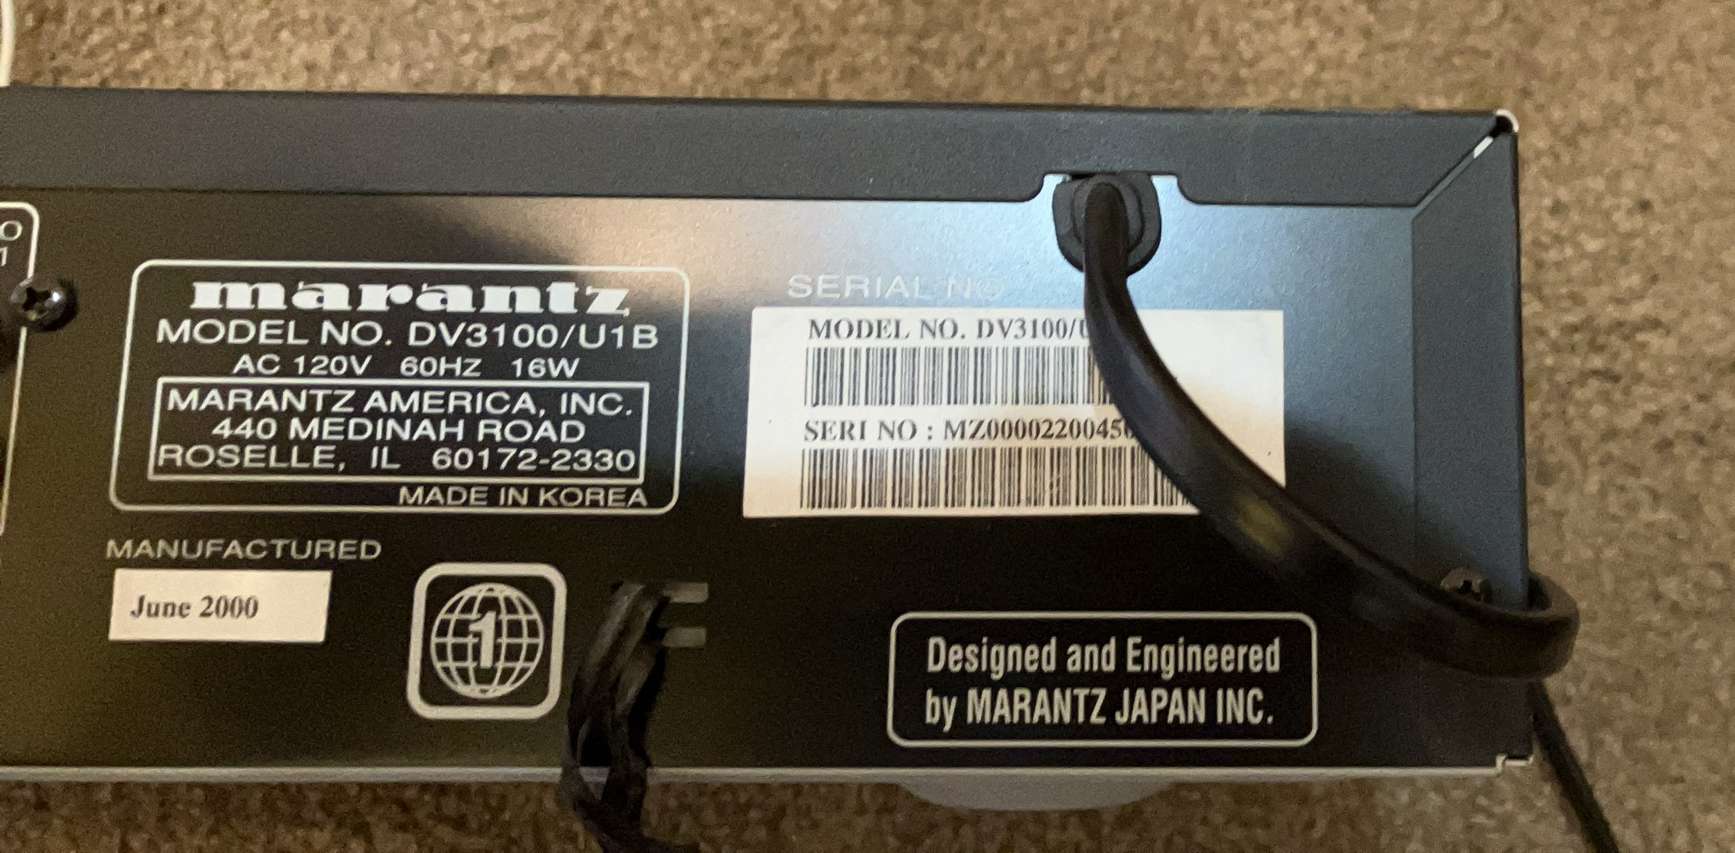 O
1
marantz
MODEL NO. DV3100/U1B
AC 120V 60HZ 16W
MARANTZ AMERICA, INC.
440 MEDINAH ROAD
ROSELLE, IL 60172-2330
MADE IN KOREA
MANUFACTURED
June 2000
1
SERIAL NO
MODEL NO. DV3100/U
SERI NO : MZ0000220045
Designed and Engineered
by MARANTZ JAPAN INC.